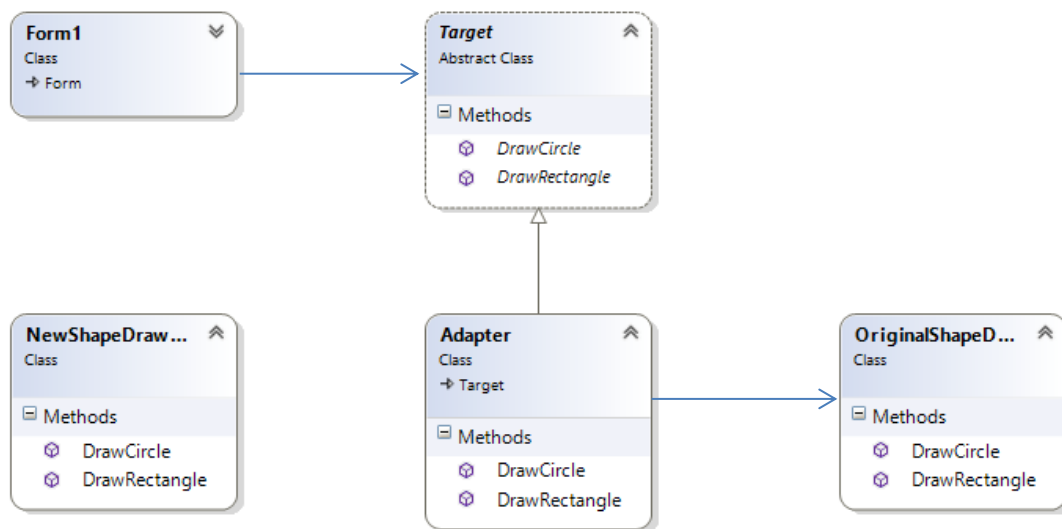 Form1
Class
Form
Target
Abstract Class
Methods
DrawCircle
DrawRectangle
NewShapeDraw...
Class
Methods
DrawCircle
DrawRectangle
Adapter
Class
Target
Methods
DrawCircle
DrawRectangle
OriginalShapeD...
Class
Methods
DrawCircle
DrawRectangle